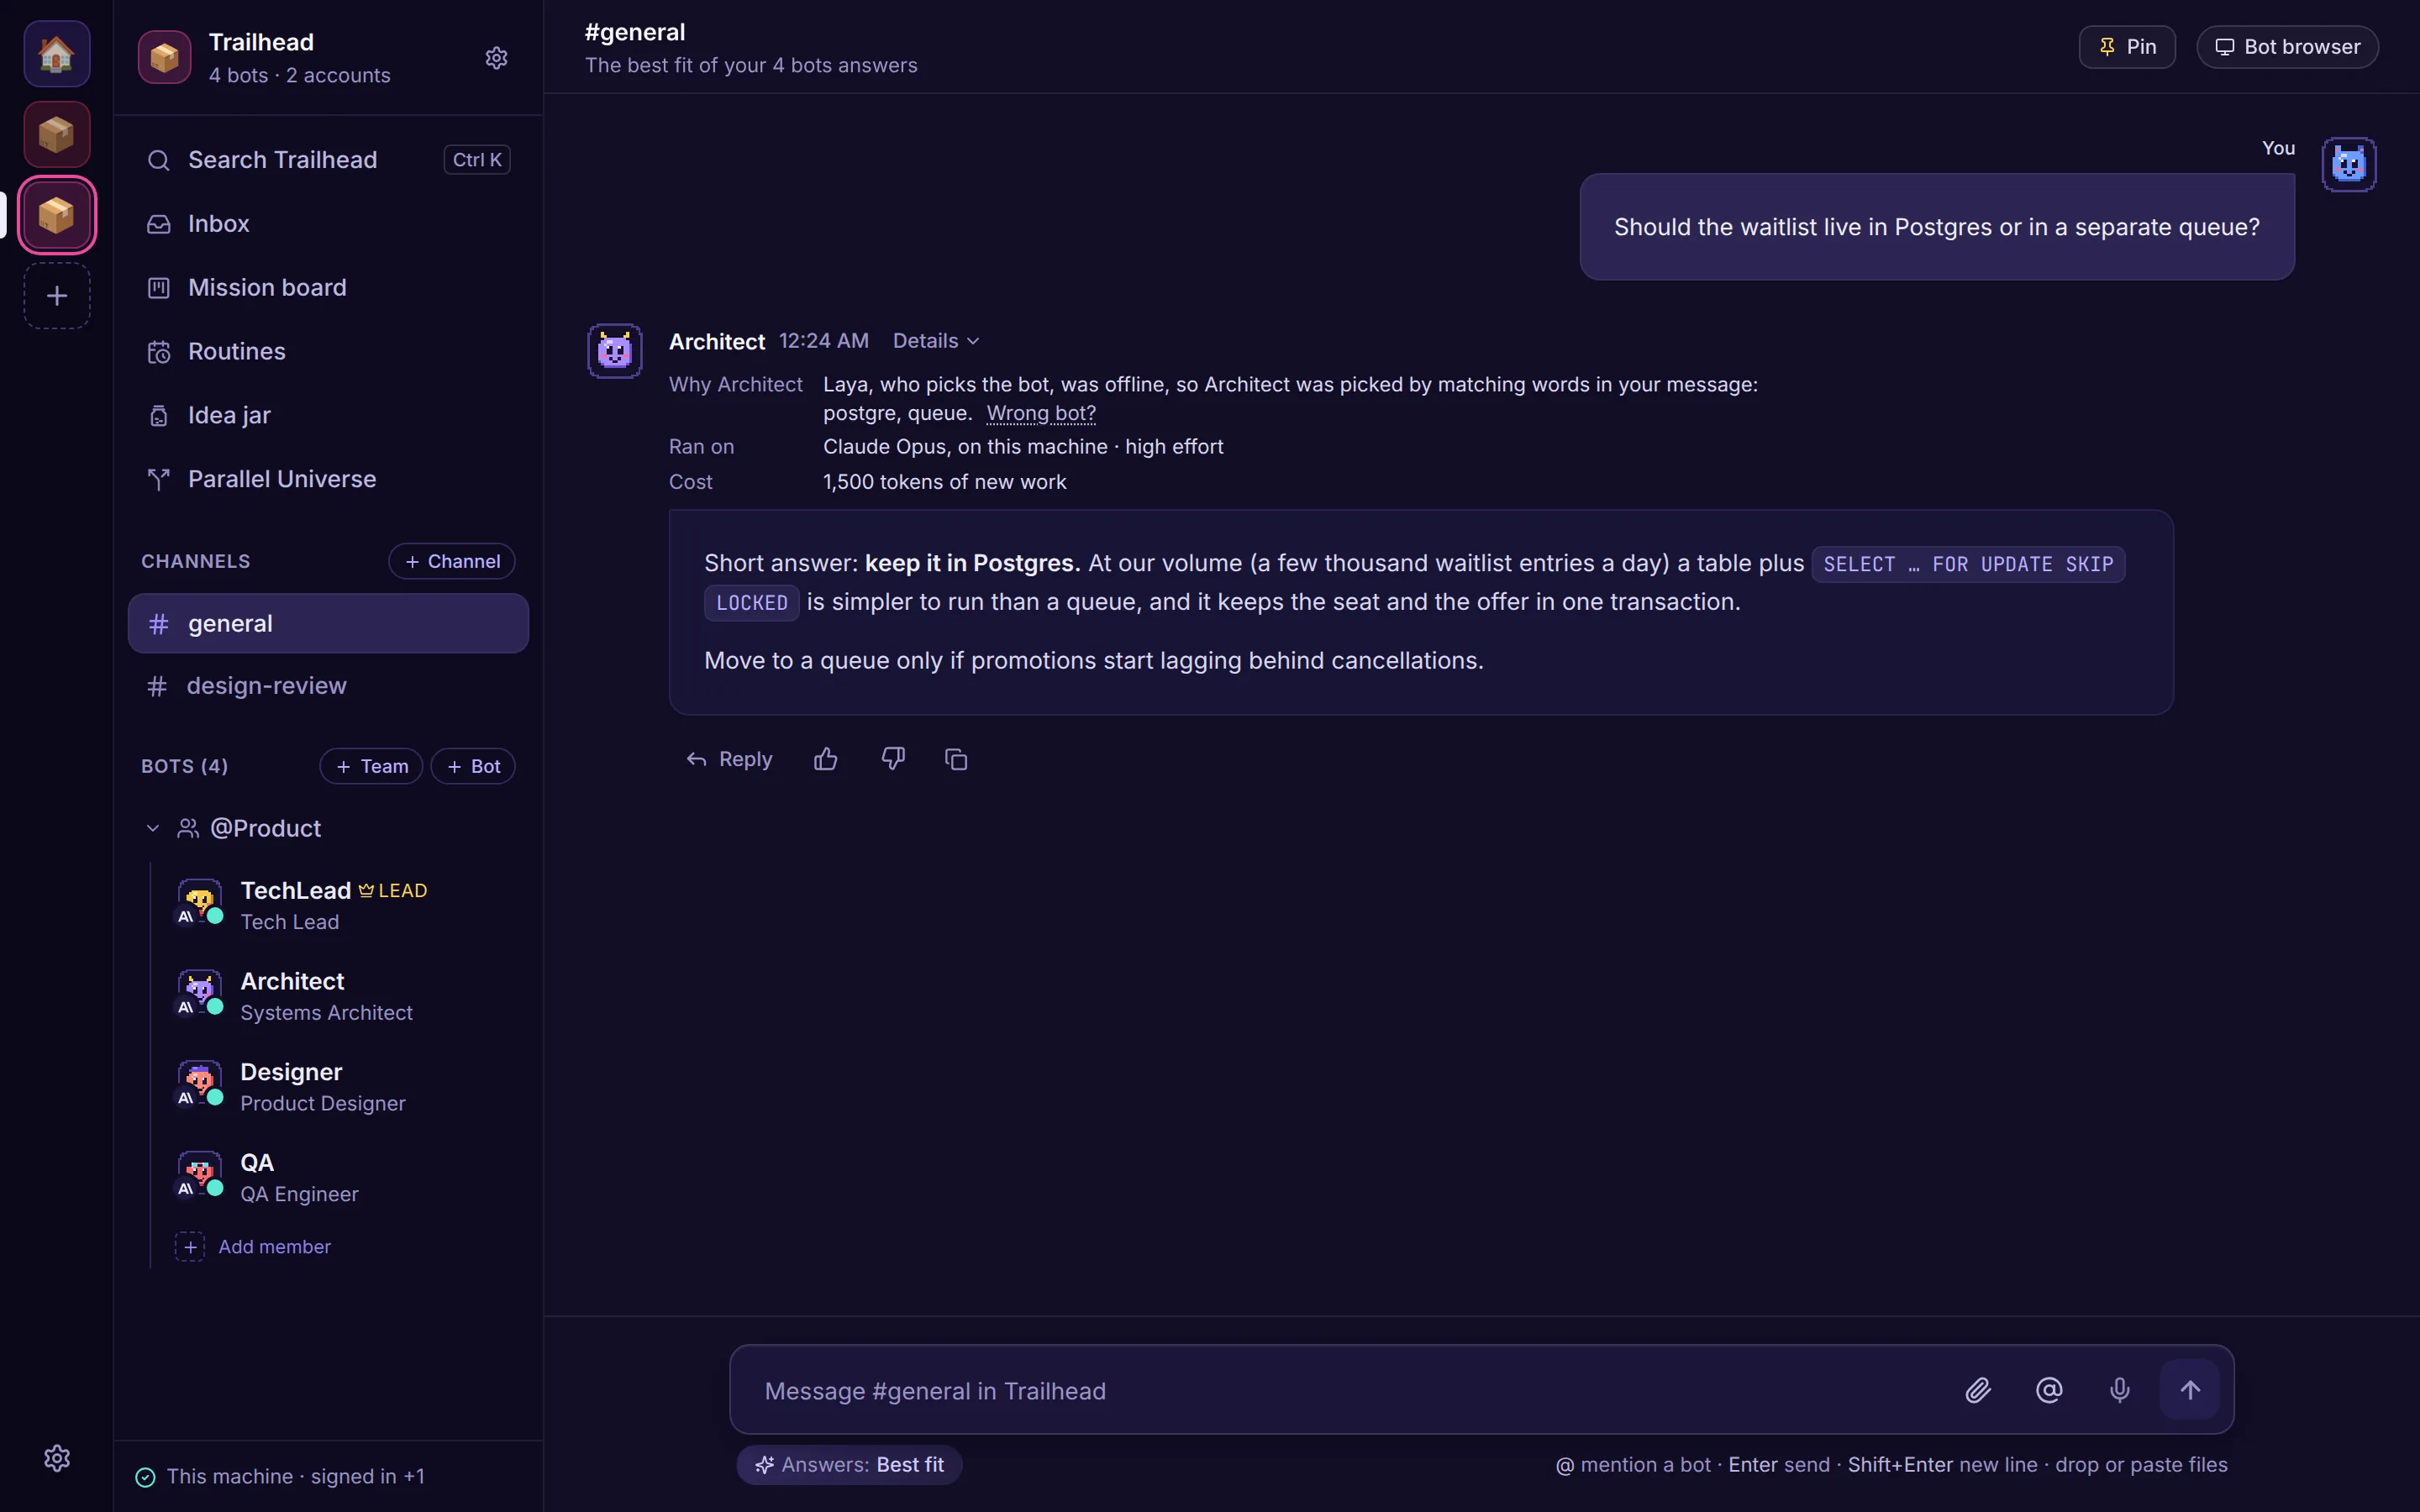 Trailhead
4 bots · 2 accounts
Search Trailhead
Ctrl K
Inbox
Mission board
Routines
Idea jar
Parallel Universe
CHANNELS
+ Channel
# general
# design-review
BOTS (4)
+ Team
+ Bot
@Product
TechLead LEAD
Tech Lead
Architect
Systems Architect
Designer
Product Designer
QA
QA Engineer
+ Add member
This machine · signed in +1
#general
The best fit of your 4 bots answers
Pin
Bot browser
You
Should the waitlist live in Postgres or in a separate queue?
Architect 12:24 AM Details
Why Architect Laya, who picks the bot, was offline, so Architect was picked by matching words in your message:
postgre, queue. Wrong bot?
Ran on Claude Opus, on this machine · high effort
Cost 1,500 tokens of new work
Short answer: keep it in Postgres. At our volume (a few thousand waitlist entries a day) a table plus SELECT … FOR UPDATE SKIP
LOCKED is simpler to run than a queue, and it keeps the seat and the offer in one transaction.
Move to a queue only if promotions start lagging behind cancellations.
Reply
Message #general in Trailhead
Answers: Best fit
@ mention a bot · Enter send · Shift+Enter new line · drop or paste files